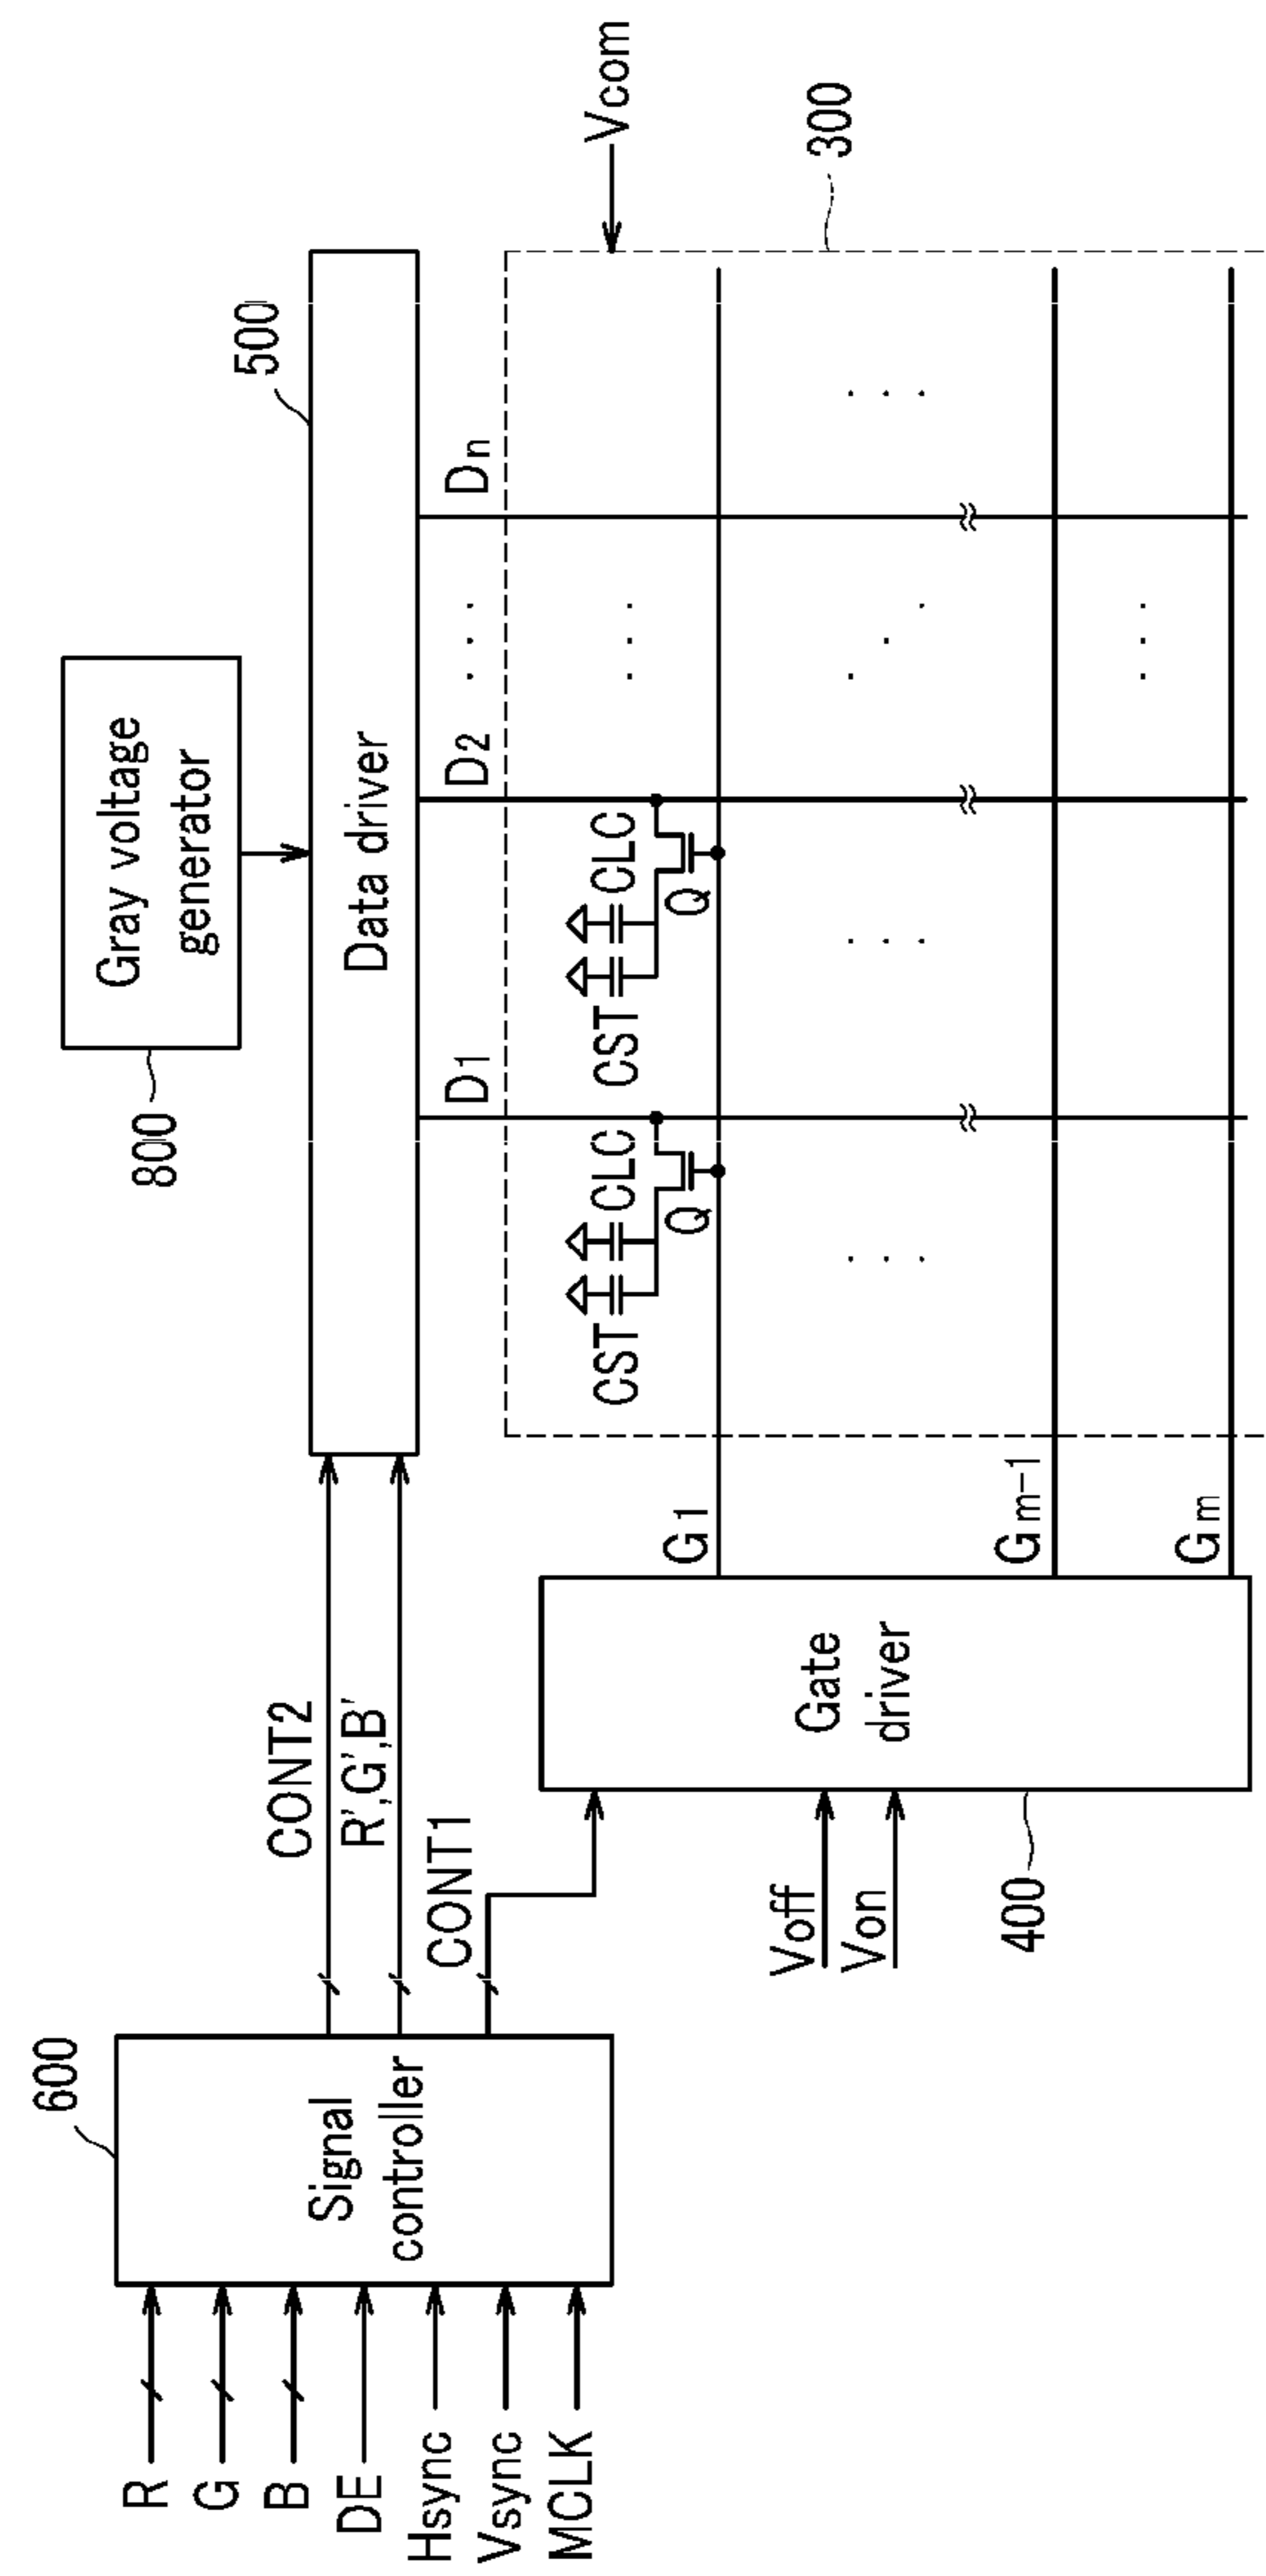 800
Gray voltage
generator
500
Data driver
600
Signal
controller
R
G
B
DE
Hsync
Vsync
MCLK
CONT2
R',G',B'
CONT1
D1
D2
Dn
Vcom
300
CST
CLC
Q
CST
CLC
Q
G1
Gm-1
Gm
Gate
driver
Voff
Von
400